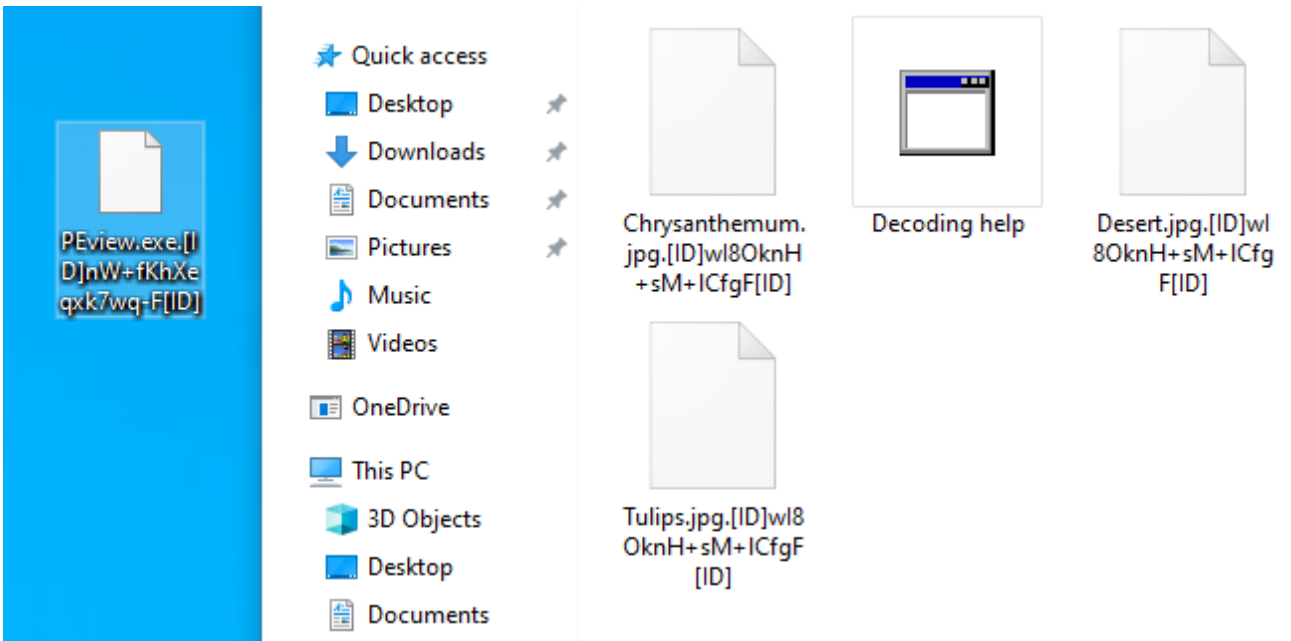 PEview.exe.[I
D]nW+fKhXe
qxk7wq-F[ID]
Quick access
Desktop
Downloads
Documents
Pictures
Music
Videos
OneDrive
This PC
3D Objects
Desktop
Documents
Chrysanthemum.
jpg.[ID]wl8OknH
+sM+ICfgF[ID]
Decoding help
Desert.jpg.[ID]wl
8OknH+sM+ICfg
F[ID]
Tulips.jpg.[ID]wl8
OknH+sM+ICfgF
[ID]